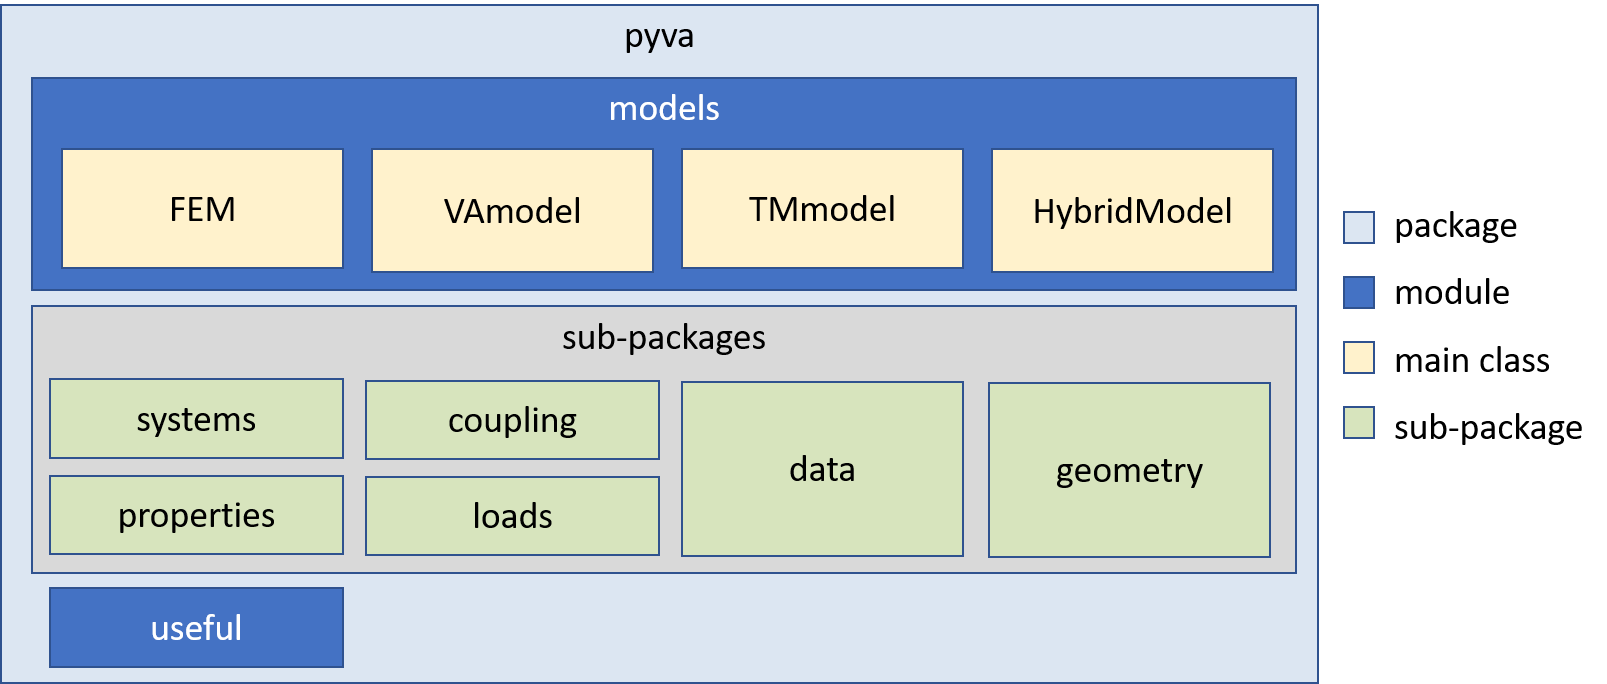 pyva
models
FEM
VAmodel
TMmodel
HybridModel
sub-packages
systems
coupling
data
geometry
properties
loads
useful
package
module
main class
sub-package